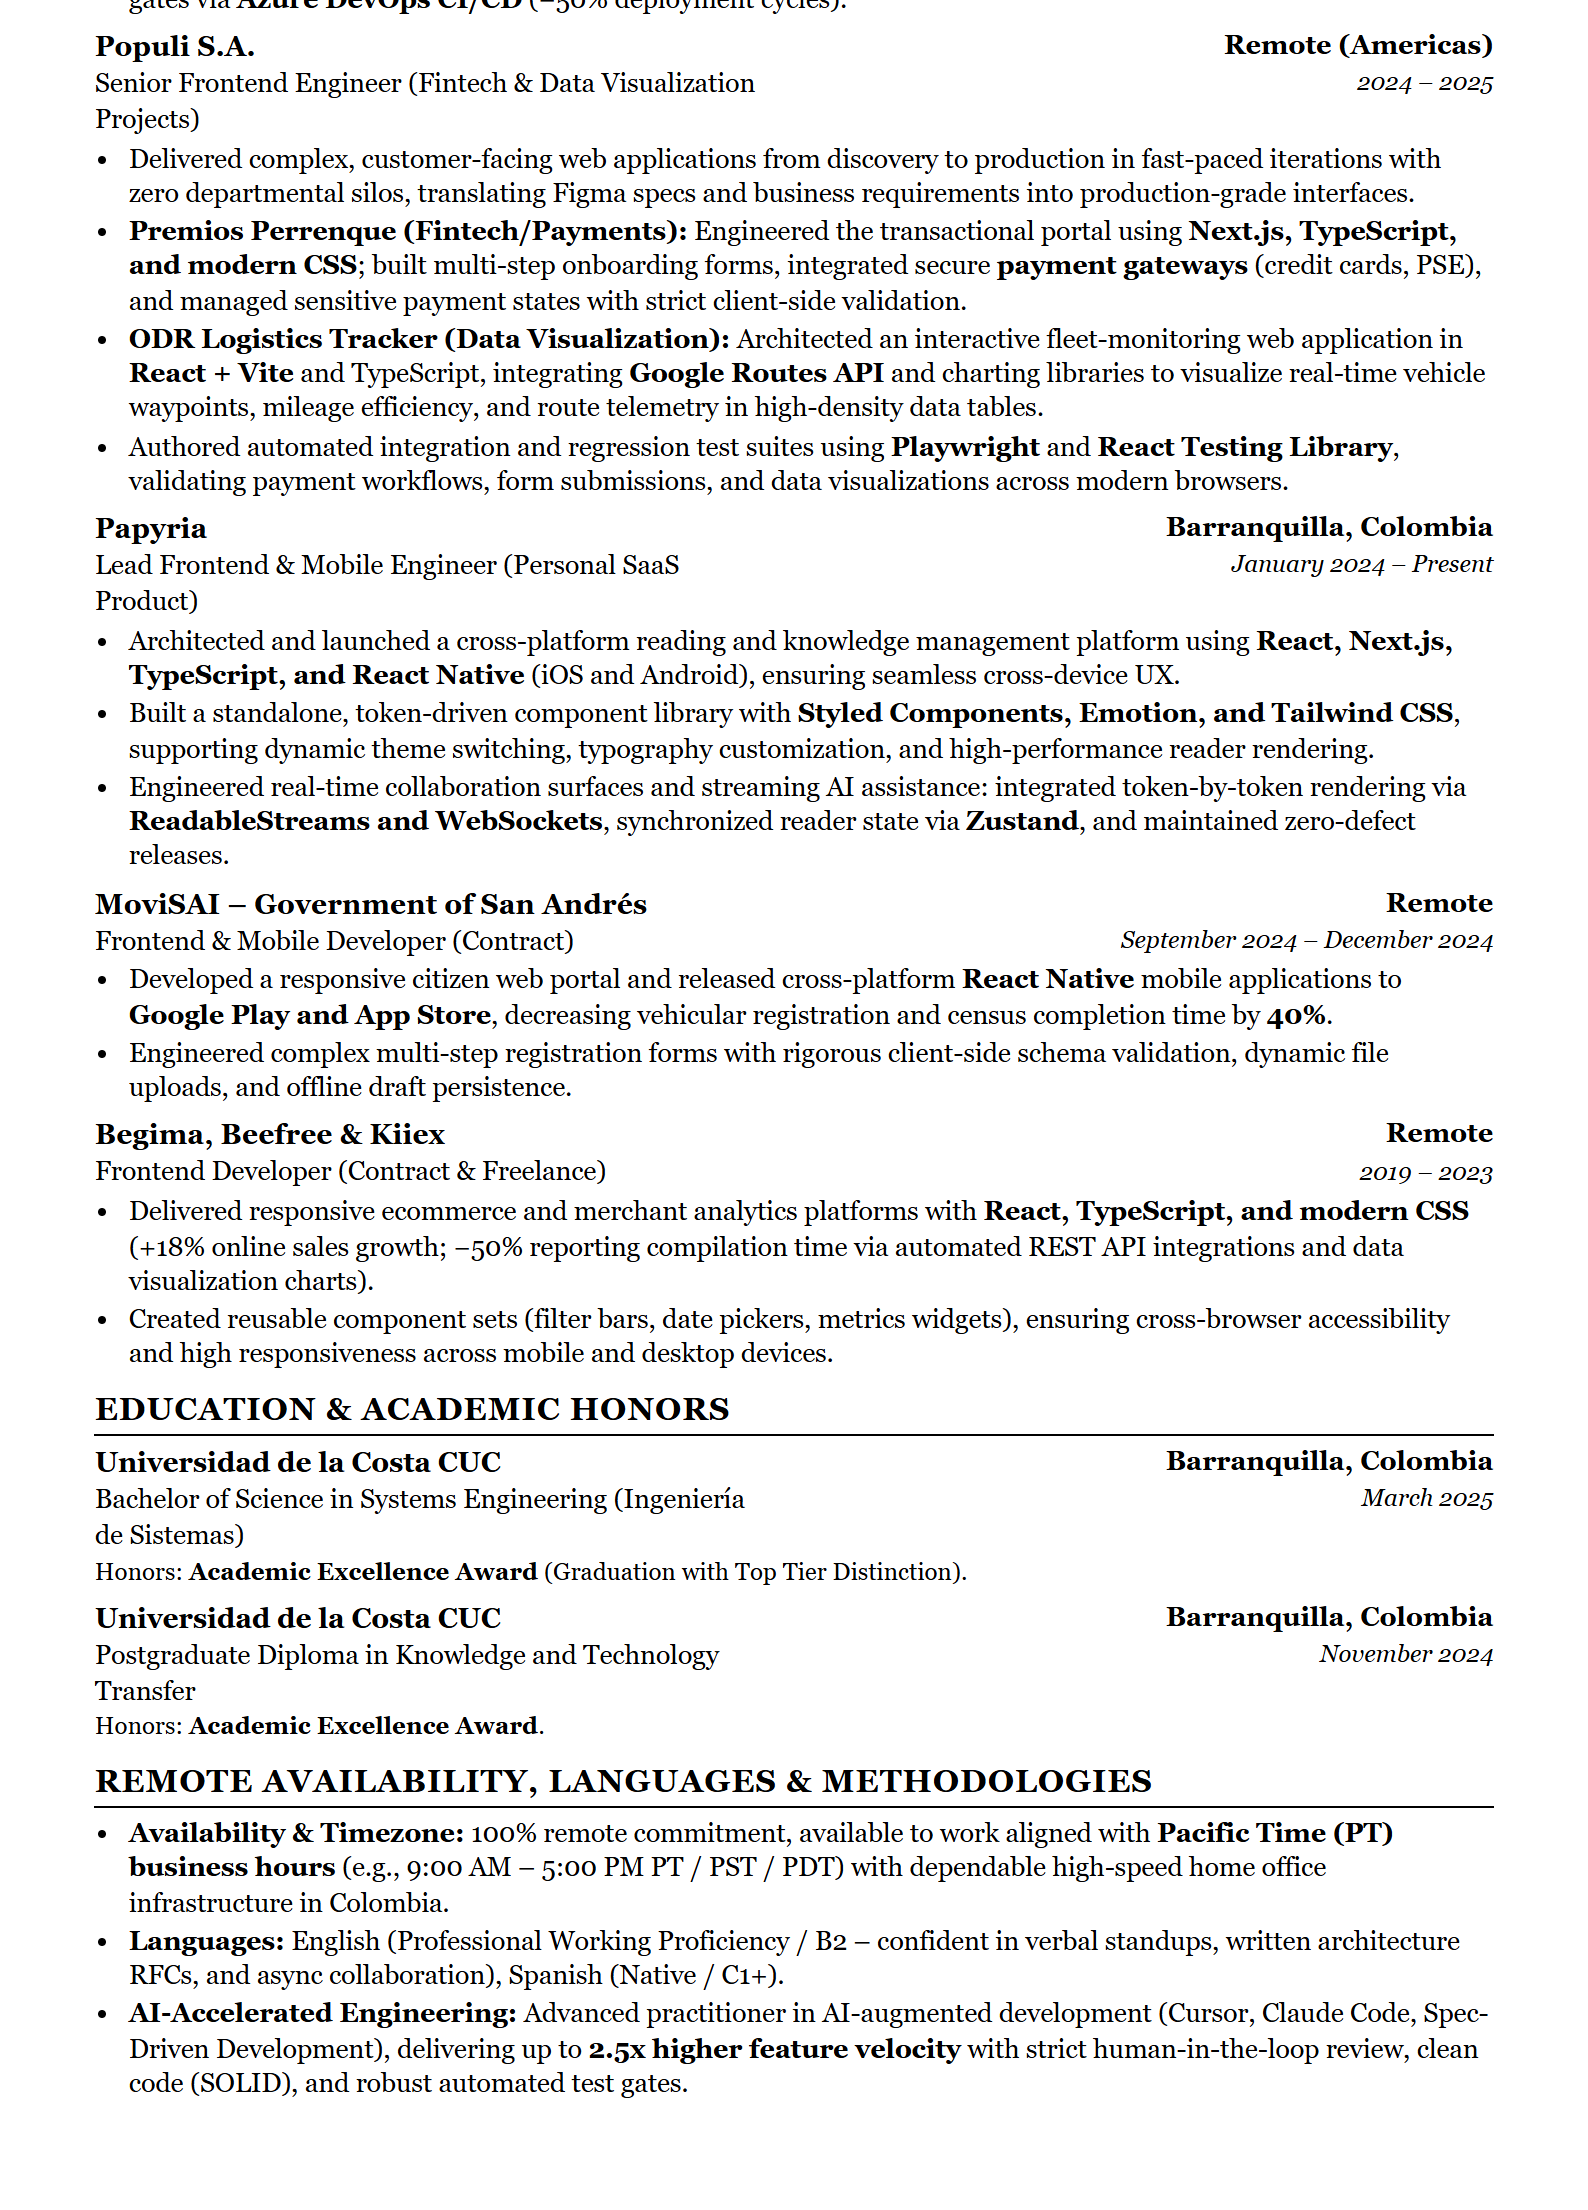 gates via Azure DevOps CI/CD (−50% deployment cycles).
Populi S.A.
Remote (Americas)
Senior Frontend Engineer (Fintech & Data Visualization
2024 – 2025
Projects)
• Delivered complex, customer-facing web applications from discovery to production in fast-paced iterations with
zero departmental silos, translating Figma specs and business requirements into production-grade interfaces.
• Premios Perrenque (Fintech/Payments): Engineered the transactional portal using Next.js, TypeScript,
and modern CSS; built multi-step onboarding forms, integrated secure payment gateways (credit cards, PSE),
and managed sensitive payment states with strict client-side validation.
• ODR Logistics Tracker (Data Visualization): Architected an interactive fleet-monitoring web application in
React + Vite and TypeScript, integrating Google Routes API and charting libraries to visualize real-time vehicle
waypoints, mileage efficiency, and route telemetry in high-density data tables.
• Authored automated integration and regression test suites using Playwright and React Testing Library,
validating payment workflows, form submissions, and data visualizations across modern browsers.
Papyria
Barranquilla, Colombia
Lead Frontend & Mobile Engineer (Personal SaaS
January 2024 – Present
Product)
• Architected and launched a cross-platform reading and knowledge management platform using React, Next.js,
TypeScript, and React Native (iOS and Android), ensuring seamless cross-device UX.
• Built a standalone, token-driven component library with Styled Components, Emotion, and Tailwind CSS,
supporting dynamic theme switching, typography customization, and high-performance reader rendering.
• Engineered real-time collaboration surfaces and streaming AI assistance: integrated token-by-token rendering via
ReadableStreams and WebSockets, synchronized reader state via Zustand, and maintained zero-defect
releases.
MoviSAI – Government of San Andrés
Remote
Frontend & Mobile Developer (Contract)
September 2024 – December 2024
• Developed a responsive citizen web portal and released cross-platform React Native mobile applications to
Google Play and App Store, decreasing vehicular registration and census completion time by 40%.
• Engineered complex multi-step registration forms with rigorous client-side schema validation, dynamic file
uploads, and offline draft persistence.
Begima, Beefree & Kiiex
Remote
Frontend Developer (Contract & Freelance)
2019 – 2023
• Delivered responsive ecommerce and merchant analytics platforms with React, TypeScript, and modern CSS
(+18% online sales growth; −50% reporting compilation time via automated REST API integrations and data
visualization charts).
• Created reusable component sets (filter bars, date pickers, metrics widgets), ensuring cross-browser accessibility
and high responsiveness across mobile and desktop devices.
EDUCATION & ACADEMIC HONORS
Universidad de la Costa CUC
Barranquilla, Colombia
Bachelor of Science in Systems Engineering (Ingeniería
March 2025
de Sistemas)
Honors: Academic Excellence Award (Graduation with Top Tier Distinction).
Universidad de la Costa CUC
Barranquilla, Colombia
Postgraduate Diploma in Knowledge and Technology
November 2024
Transfer
Honors: Academic Excellence Award.
REMOTE AVAILABILITY, LANGUAGES & METHODOLOGIES
• Availability & Timezone: 100% remote commitment, available to work aligned with Pacific Time (PT)
business hours (e.g., 9:00 AM – 5:00 PM PT / PST / PDT) with dependable high-speed home office
infrastructure in Colombia.
• Languages: English (Professional Working Proficiency / B2 – confident in verbal standups, written architecture
RFCs, and async collaboration), Spanish (Native / C1+).
• AI-Accelerated Engineering: Advanced practitioner in AI-augmented development (Cursor, Claude Code, Spec-
Driven Development), delivering up to 2.5x higher feature velocity with strict human-in-the-loop review, clean
code (SOLID), and robust automated test gates.